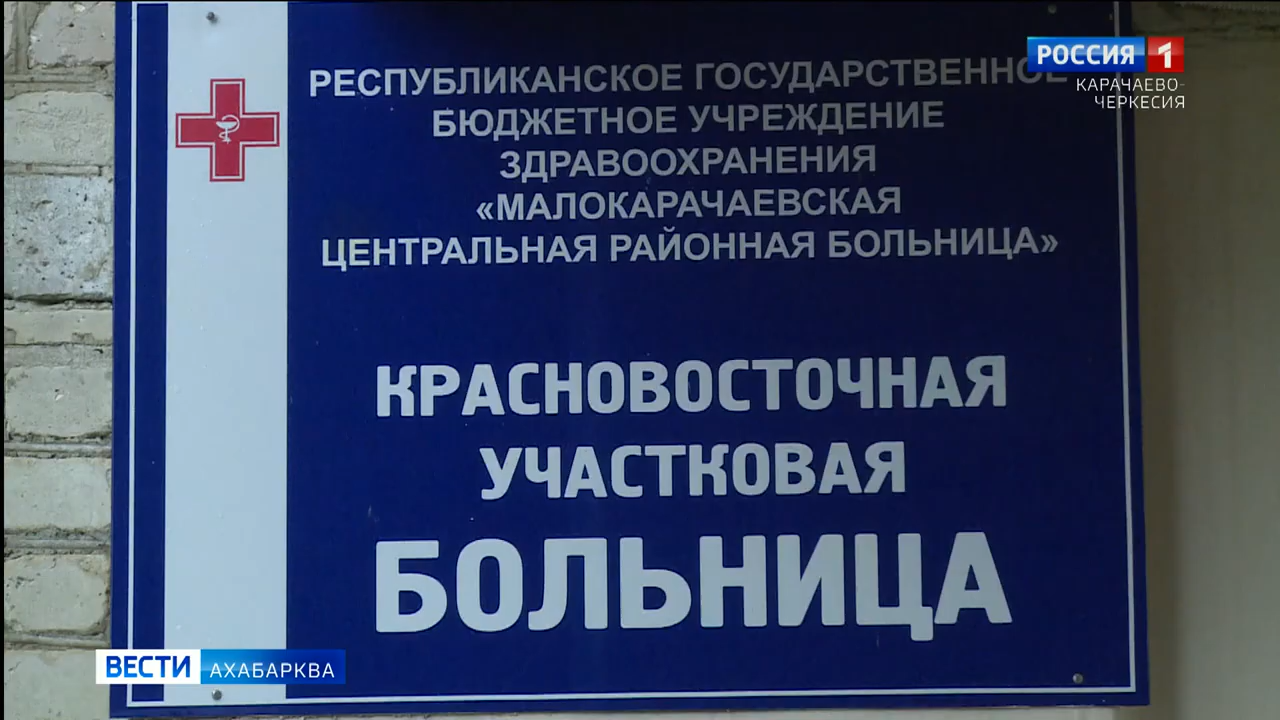 РОССИЯ 1
КАРАЧАЕВО-
ЧЕРКЕСИЯ
РЕСПУБЛИКАНСКОЕ ГОСУДАРСТВЕННОЕ
БЮДЖЕТНОЕ УЧРЕЖДЕНИЕ
ЗДРАВООХРАНЕНИЯ
«МАЛОКАРАЧАЕВСКАЯ
ЦЕНТРАЛЬНАЯ РАЙОННАЯ БОЛЬНИЦА»
КРАСНОВОСТОЧНАЯ
УЧАСТКОВАЯ
БОЛЬНИЦА
ВЕСТИ АХАБАРКВА